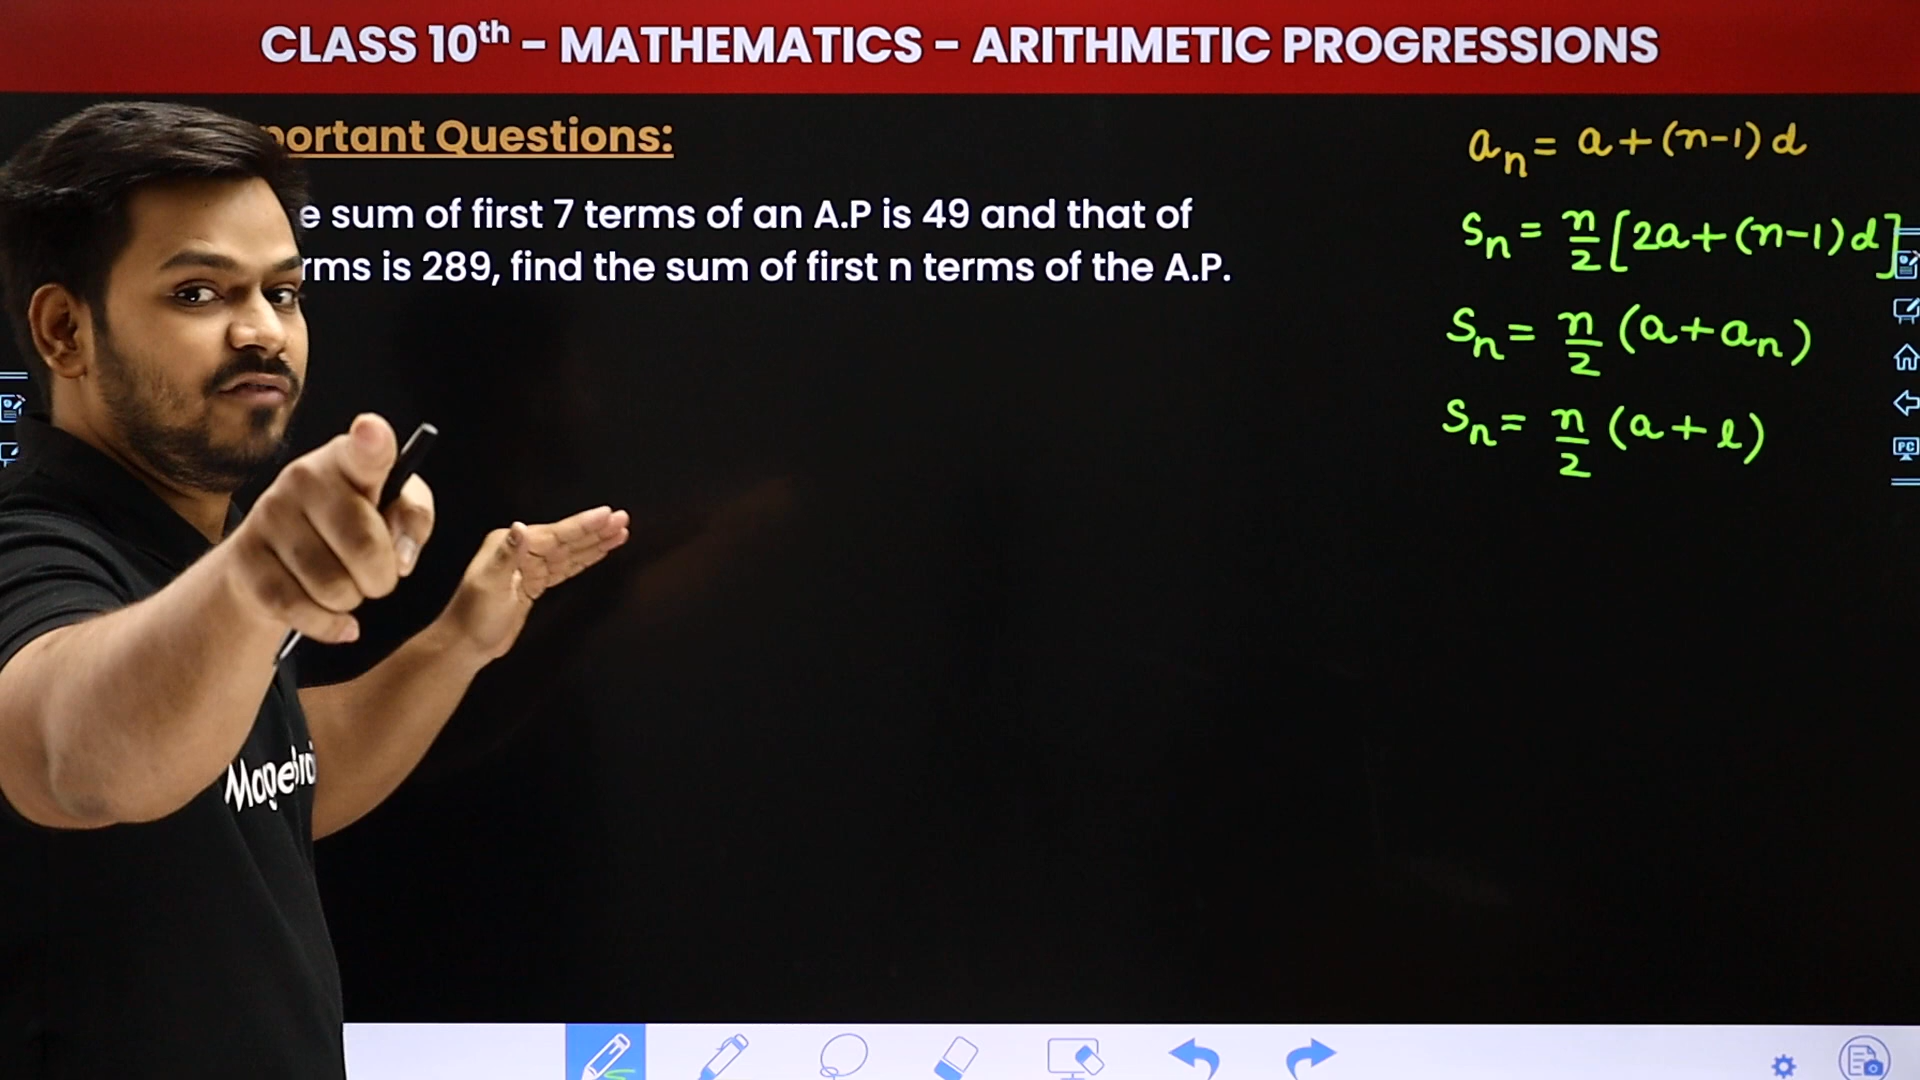 CLASS 10th - MATHEMATICS - ARITHMETIC PROGRESSIONS
portant Questions:
e sum of first 7 terms of an A.P is 49 and that of
rms is 289, find the sum of first n terms of the A.P.
aₙ = a + (n-1) d
Sₙ = n/2 [2a + (n-1) d]
Sₙ = n/2 (a + aₙ)
Sₙ = n/2 (a + l)
PC